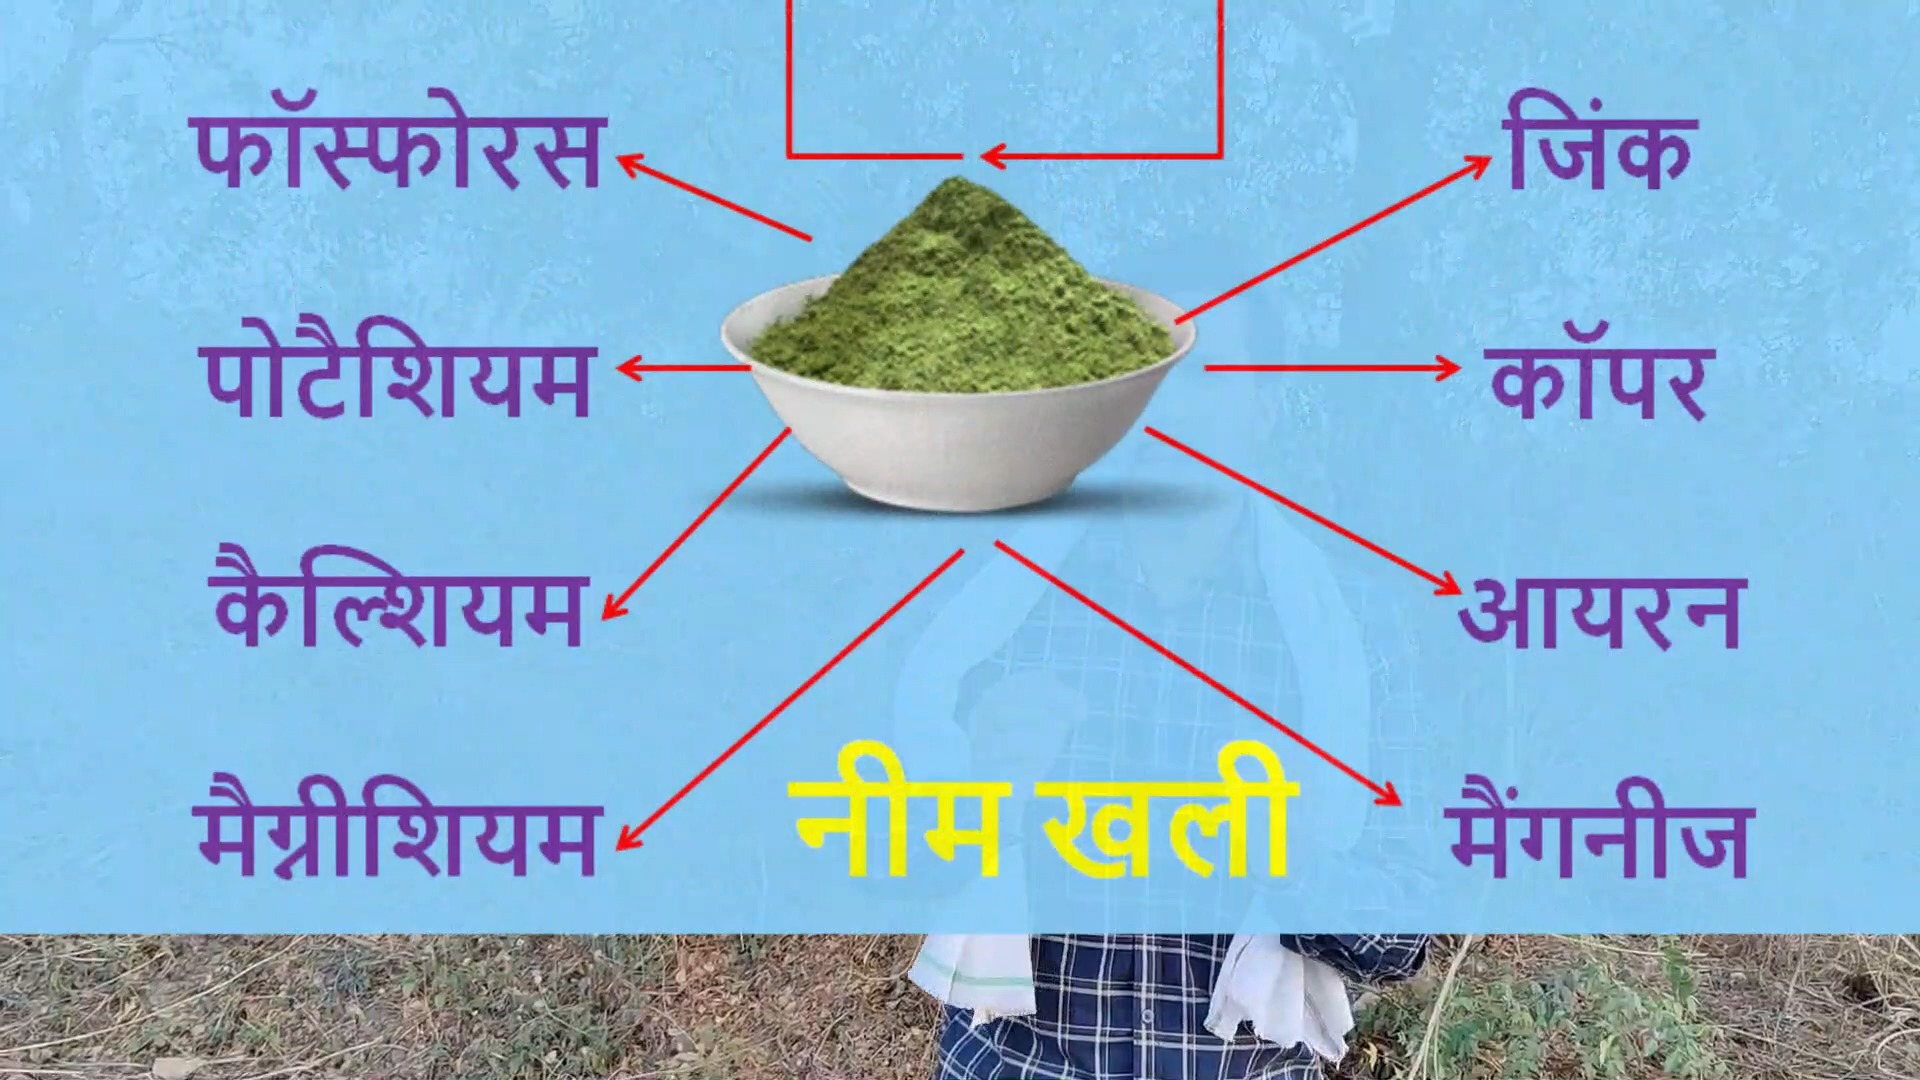 फॉस्फोरस
पोटैशियम
कैल्शियम
मैग्नीशियम
नीम खली
जिंक
कॉपर
आयरन
मैंगनीज